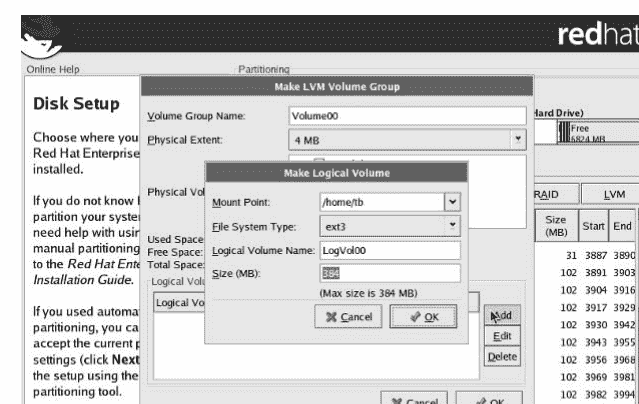 redhat
Online Help
Partitioning
Disk Setup
Choose where you
Red Hat Enterprise
installed.
If you do not know
partition your syste
need help with usin
manual partitioning
to the Red Hat Ente
Installation Guide.
If you used automa
partitioning, you ca
accept the current p
settings (click Next
the setup using the
partitioning tool.
Make LVM Volume Group
Volume Group Name: Volume00
Physical Extent: 4 MB
Physical Vol
Used Space
Free Space:
Total Space:
Logical Volu
Logical Vo
Make Logical Volume
Mount Point: /home/tb
File System Type: ext3
Logical Volume Name: LogVol00
Size (MB): 384
(Max size is 384 MB)
Cancel OK
Add
Edit
Delete
Cancel OK
Hard Drive)
Free
6824 MB
RAID LVM
Size (MB) Start End
31 3887 3890
102 3891 3903
102 3904 3916
102 3917 3929
102 3930 3942
102 3943 3955
102 3956 3968
102 3969 3981
102 3982 3994